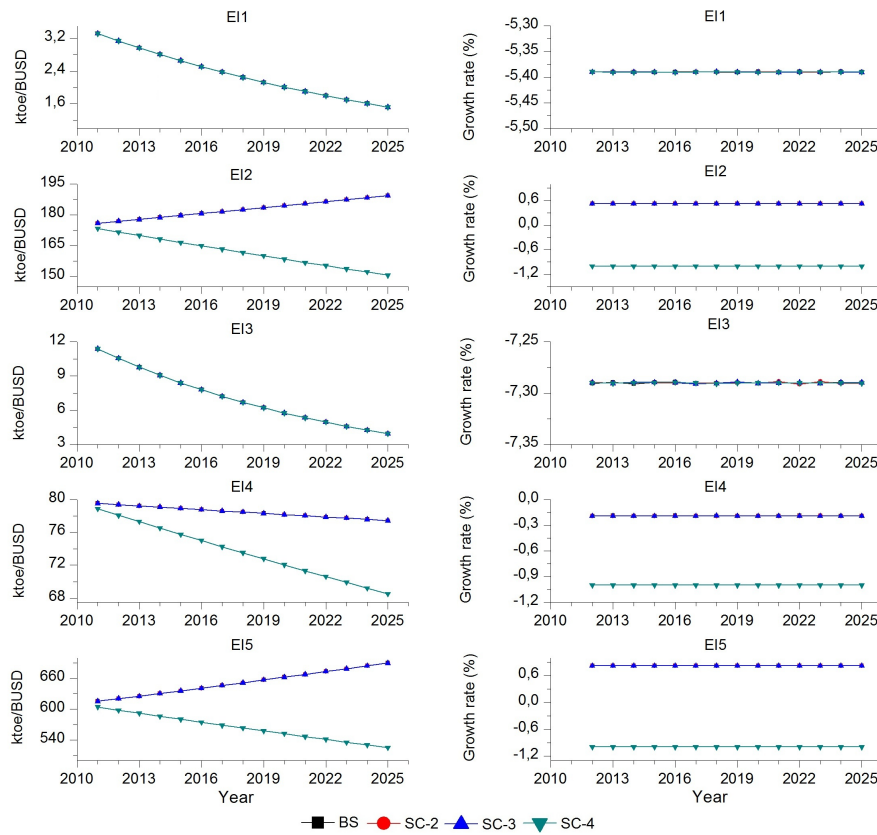 EI1
3,2
2,4
1,6
ktoe/BUSD
2010 2013 2016 2019 2022 2025
EI1
-5,30
-5,35
-5,40
-5,45
-5,50
Growth rate (%)
2010 2013 2016 2019 2022 2025
EI2
195
180
165
150
ktoe/BUSD
2010 2013 2016 2019 2022 2025
EI2
0,6
0,0
-0,6
-1,2
Growth rate (%)
2010 2013 2016 2019 2022 2025
EI3
12
9
6
3
ktoe/BUSD
2010 2013 2016 2019 2022 2025
EI3
-7,25
-7,30
-7,35
Growth rate (%)
2010 2013 2016 2019 2022 2025
EI4
80
76
72
68
ktoe/BUSD
2010 2013 2016 2019 2022 2025
EI4
0,0
-0,3
-0,6
-0,9
-1,2
Growth rate (%)
2010 2013 2016 2019 2022 2025
EI5
660
600
540
ktoe/BUSD
2010 2013 2016 2019 2022 2025
Year
EI5
0,6
0,0
-0,6
-1,2
Growth rate (%)
2010 2013 2016 2019 2022 2025
Year
BS SC-2 SC-3 SC-4